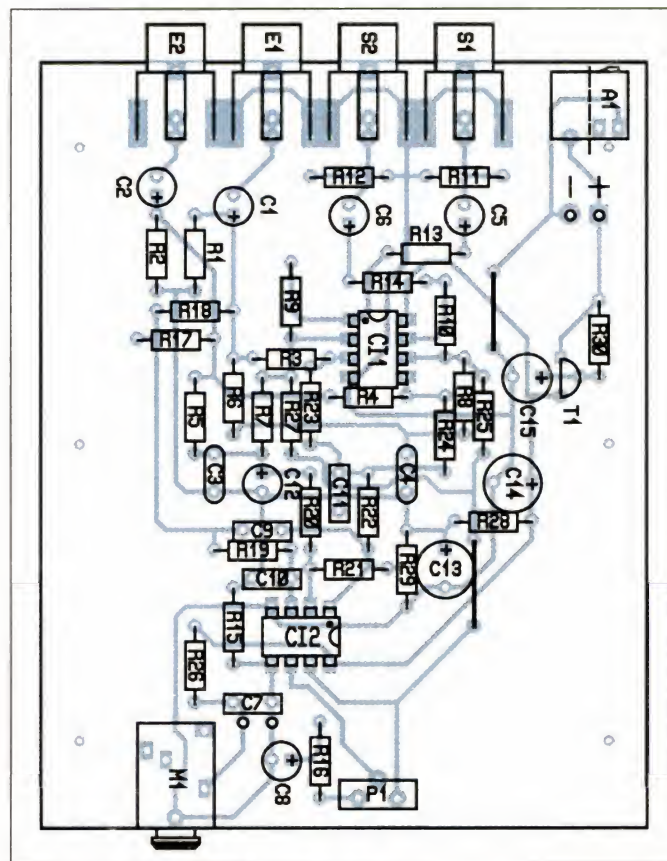 E2 E1 S2 S1
A1
R12 R11
C2 C1 C6 C5
− +
R2 R1 R13
R14
R18 R9 R10
R17 CI1 R30
R3
R6 R4 R8 C15 T1
R5 R7 R27 R23 R24 R25
C3 C12 C11 C4 C14
R20 R22
C9 R28
R19 R21 R29 C13
C10
R15 CI2
R26
C7
M1 C8 R16 P1
+
+
+
+
+
+
+
+
+